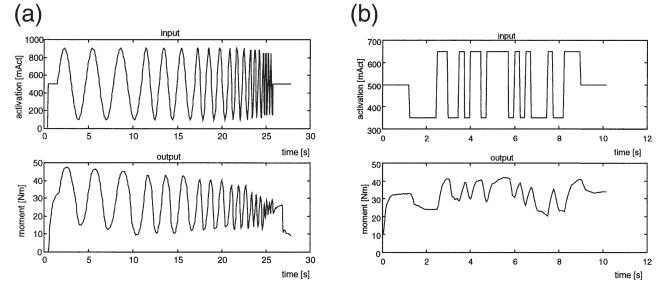 (a)
input
activation [mAct]
1000
800
600
400
200
0
0 5 10 15 20 25 30
time [s]
output
moment [Nm]
50
40
30
20
10
0
0 5 10 15 20 25 30
time [s]
(b)
input
activation [mAct]
700
600
500
400
300
0 2 4 6 8 10 12
time [s]
output
moment [Nm]
50
40
30
20
10
0
0 2 4 6 8 10 12
time [s]